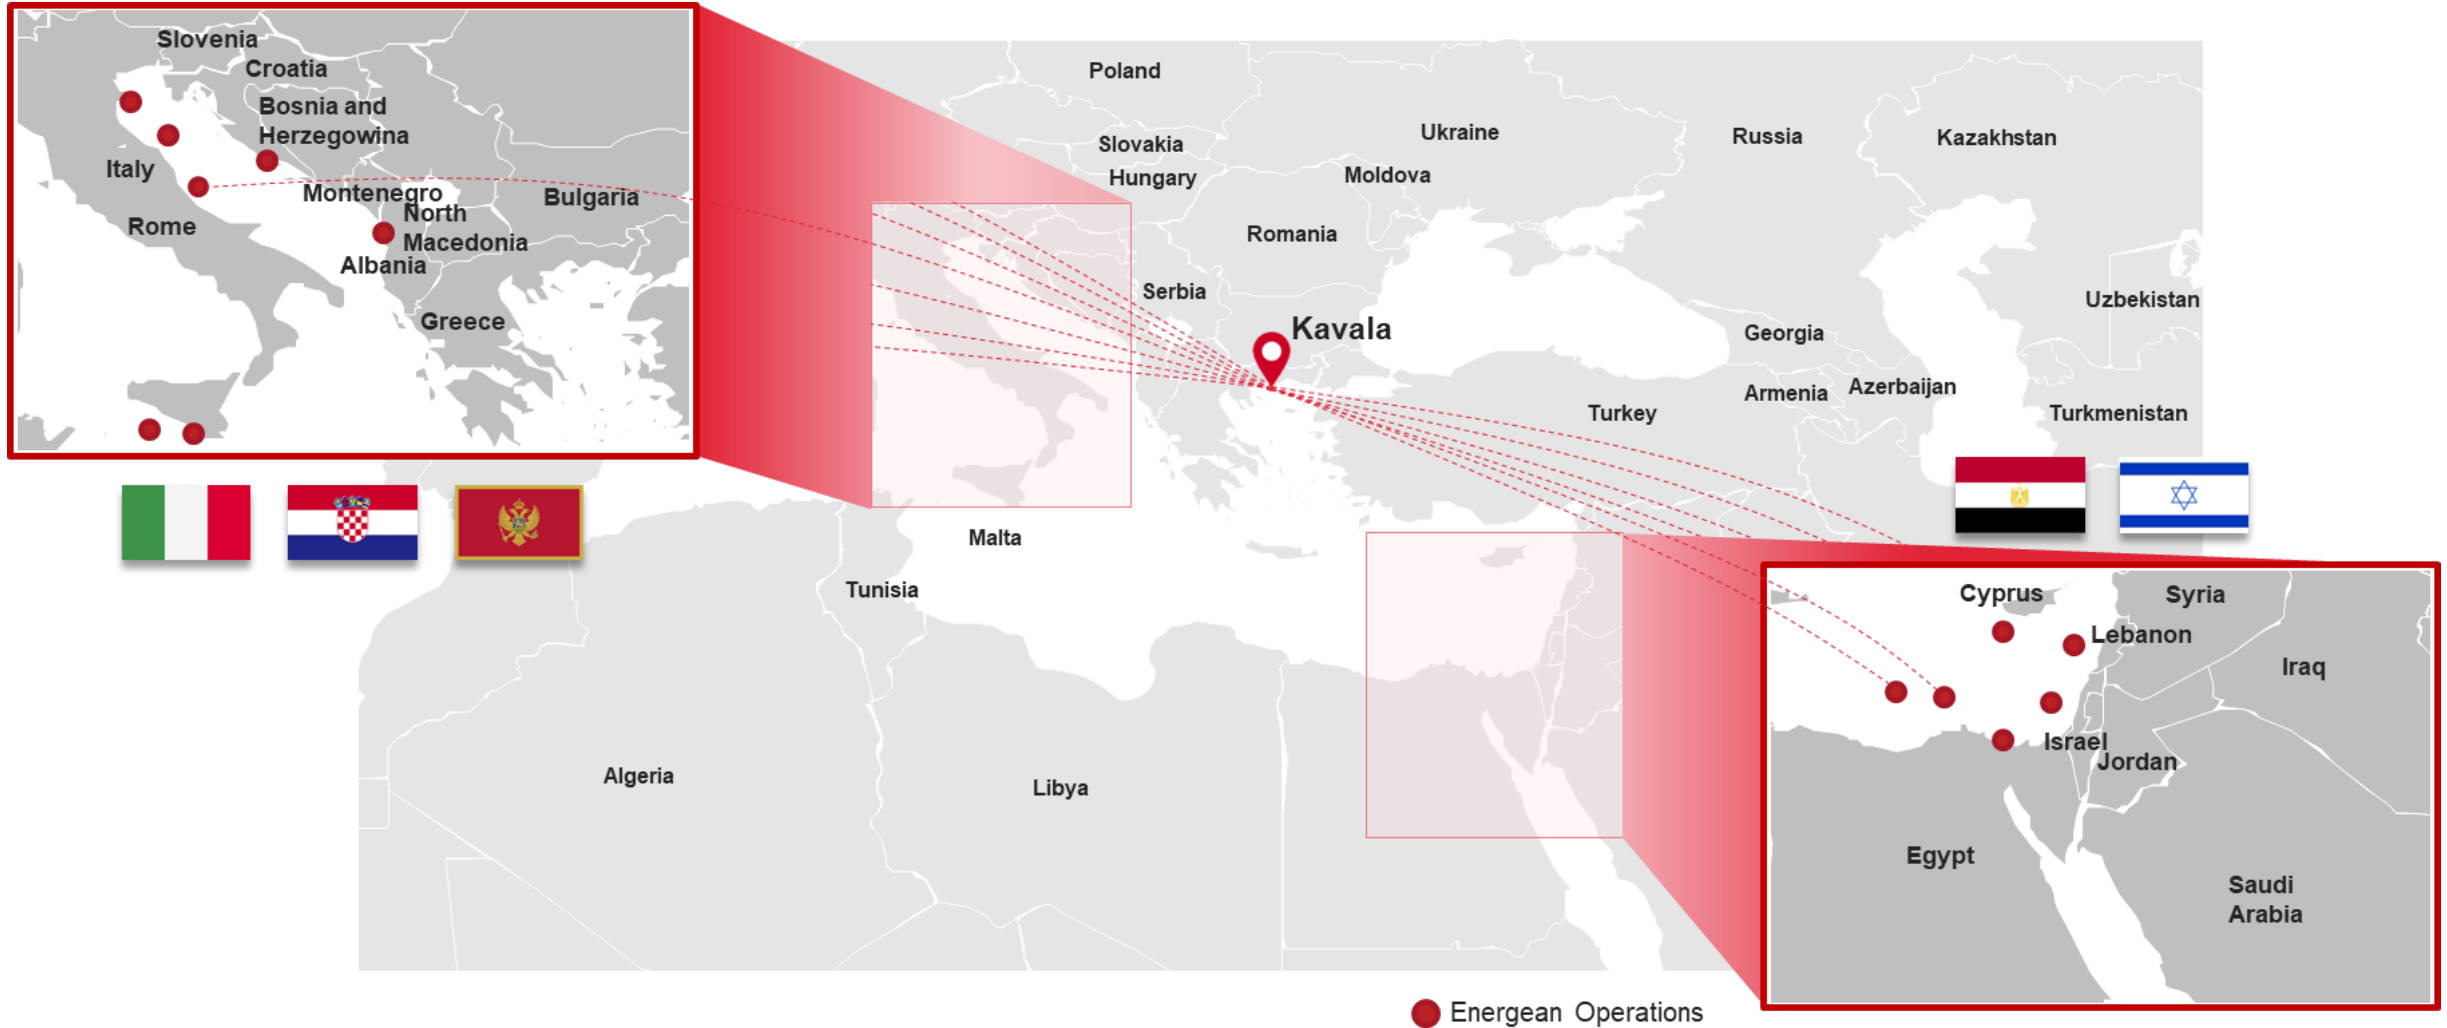 Slovenia
Croatia
Bosnia and
Herzegowina
Italy
Montenegro
Bulgaria
North
Macedonia
Rome
Albania
Greece
Poland
Slovakia
Hungary
Ukraine
Moldova
Russia
Kazakhstan
Romania
Serbia
Kavala
Georgia
Uzbekistan
Armenia
Azerbaijan
Turkey
Turkmenistan
Malta
Tunisia
Algeria
Libya
Cyprus
Syria
Lebanon
Iraq
Israel
Jordan
Egypt
Saudi
Arabia
Energean Operations